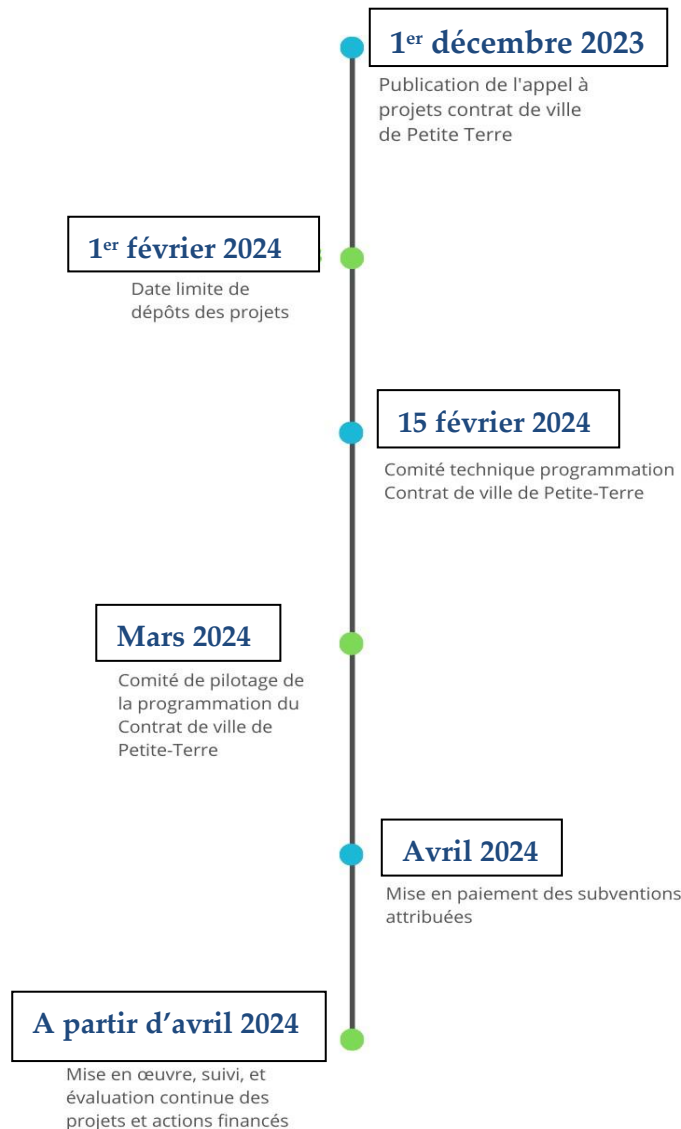 1er décembre 2023
Publication de l'appel à
projets contrat de ville
de Petite Terre
1er février 2024
Date limite de
dépôts des projets
15 février 2024
Comité technique programmation
Contrat de ville de Petite-Terre
Mars 2024
Comité de pilotage de
la programmation du
Contrat de ville de
Petite-Terre
Avril 2024
Mise en paiement des subventions
attribuées
A partir d’avril 2024
Mise en œuvre, suivi, et
évaluation continue des
projets et actions financés